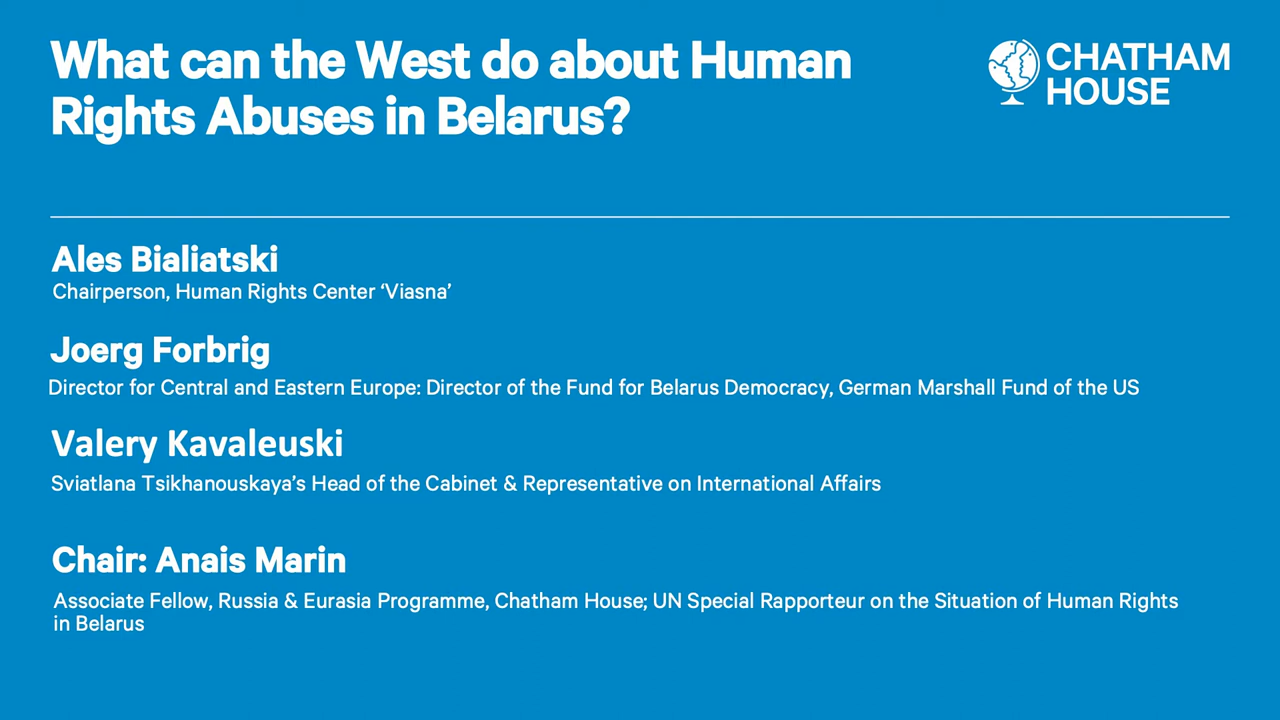 What can the West do about Human
Rights Abuses in Belarus?
CHATHAM
HOUSE
Ales Bialiatski
Chairperson, Human Rights Center ‘Viasna’
Joerg Forbrig
Director for Central and Eastern Europe: Director of the Fund for Belarus Democracy, German Marshall Fund of the US
Valery Kavaleuski
Sviatlana Tsikhanouskaya’s Head of the Cabinet & Representative on International Affairs
Chair: Anais Marin
Associate Fellow, Russia & Eurasia Programme, Chatham House; UN Special Rapporteur on the Situation of Human Rights
in Belarus